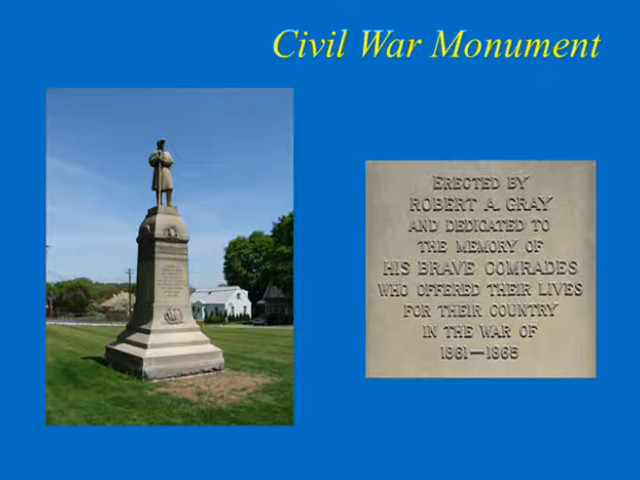 Civil War Monument
ERECTED BY
ROBERT A. GRAY
AND DEDICATED TO
THE MEMORY OF
HIS BRAVE COMRADES
WHO OFFERED THEIR LIVES
FOR THEIR COUNTRY
IN THE WAR OF
1861—1865